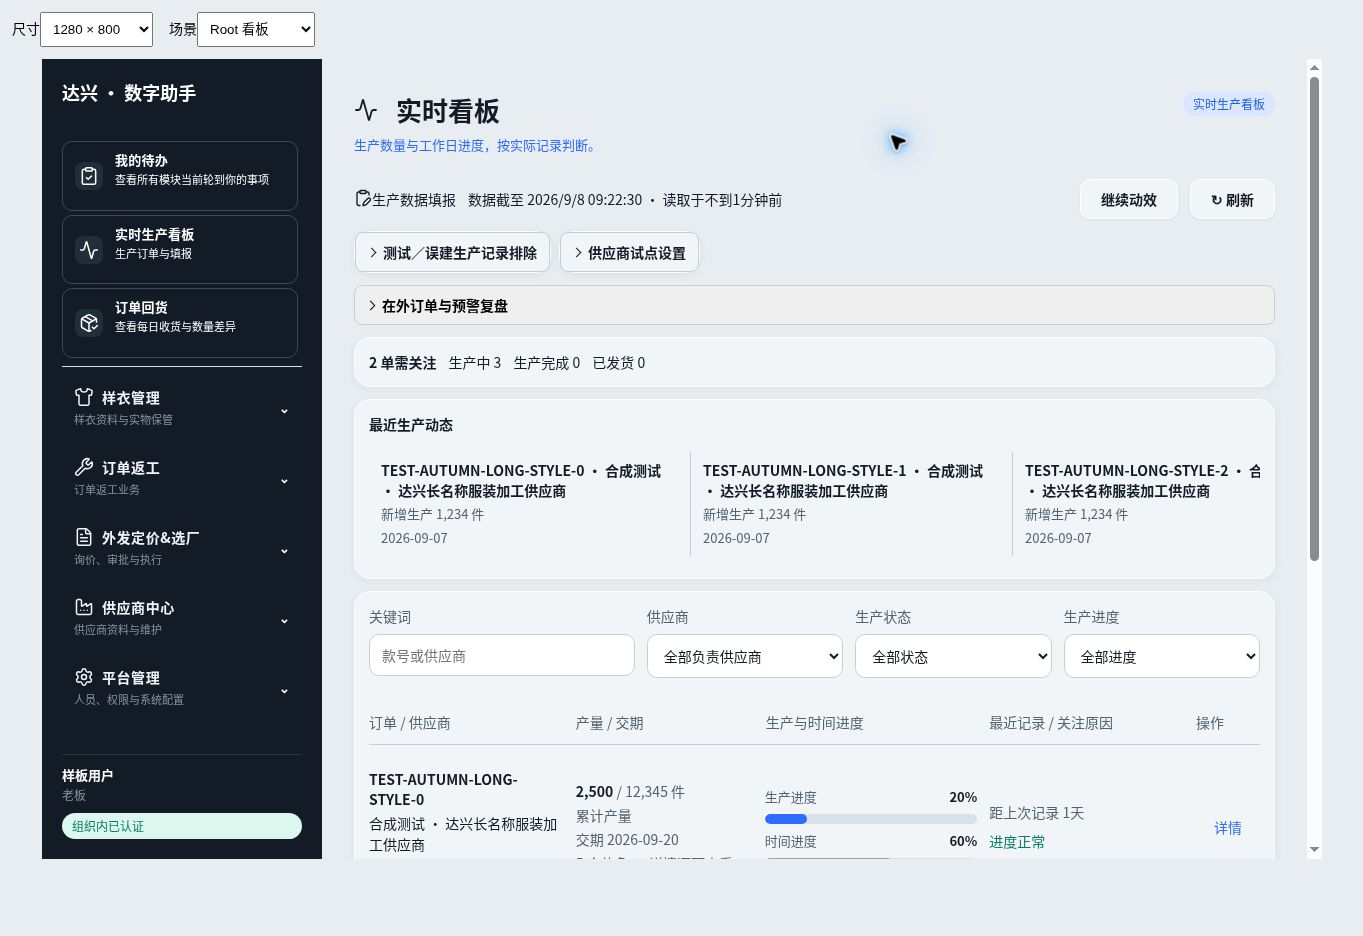 尺寸 1280 × 800 场景 Root 看板
达兴 · 数字助手
我的待办
查看所有模块当前轮到你的事项
实时生产看板
生产订单与填报
订单回货
查看每日收货与数量差异
样衣管理
样衣资料与实物保管
订单返工
订单返工业务
外发定价&选厂
询价、审批与执行
供应商中心
供应商资料与维护
平台管理
人员、权限与系统配置
样板用户
老板
组织内已认证
实时看板
实时生产看板
生产数量与工作日进度，按实际记录判断。
生产数据填报 数据截至 2026/9/8 09:22:30 · 读取于不到1分钟前
继续动效 ↻ 刷新
测试／误建生产记录排除 供应商试点设置
在外订单与预警复盘
2 单需关注 生产中 3 生产完成 0 已发货 0
最近生产动态
TEST-AUTUMN-LONG-STYLE-0 · 合成测试
· 达兴长名称服装加工供应商
新增生产 1,234 件
2026-09-07
TEST-AUTUMN-LONG-STYLE-1 · 合成测试
· 达兴长名称服装加工供应商
新增生产 1,234 件
2026-09-07
TEST-AUTUMN-LONG-STYLE-2 · 合
· 达兴长名称服装加工供应商
新增生产 1,234 件
2026-09-07
关键词 供应商 生产状态 生产进度
款号或供应商 全部负责供应商 全部状态 全部进度
订单 / 供应商 产量 / 交期 生产与时间进度 最近记录 / 关注原因 操作
TEST-AUTUMN-LONG-
STYLE-0
合成测试 · 达兴长名称服装加
工供应商
2,500 / 12,345 件
累计产量
交期 2026-09-20
生产进度 20%
时间进度 60%
距上次记录 1天
进度正常
详情